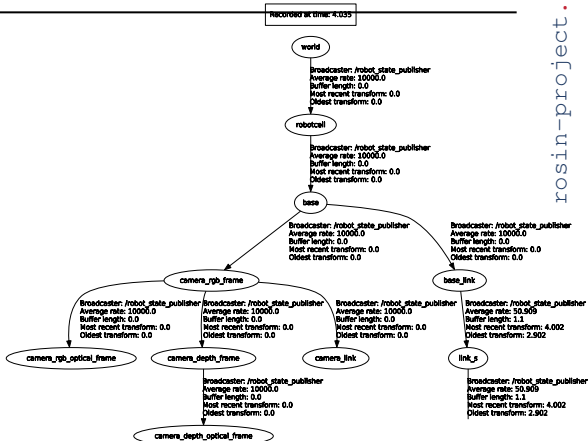 Recorded at time: 4.035
rosin-project.
world
Broadcaster: /robot_state_publisher
Average rate: 10000.0
Buffer length: 0.0
Most recent transform: 0.0
Oldest transform: 0.0
robotcell
Broadcaster: /robot_state_publisher
Average rate: 10000.0
Buffer length: 0.0
Most recent transform: 0.0
Oldest transform: 0.0
base
Broadcaster: /robot_state_publisher
Average rate: 10000.0
Buffer length: 0.0
Most recent transform: 0.0
Oldest transform: 0.0
Broadcaster: /robot_state_publisher
Average rate: 10000.0
Buffer length: 0.0
Most recent transform: 0.0
Oldest transform: 0.0
camera_rgb_frame
base_link
Broadcaster: /robot_state_publisher
Average rate: 10000.0
Buffer length: 0.0
Most recent transform: 0.0
Oldest transform: 0.0
Broadcaster: /robot_state_publisher
Average rate: 10000.0
Buffer length: 0.0
Most recent transform: 0.0
Oldest transform: 0.0
Broadcaster: /robot_state_publisher
Average rate: 10000.0
Buffer length: 0.0
Most recent transform: 0.0
Oldest transform: 0.0
Broadcaster: /robot_state_publisher
Average rate: 50.909
Buffer length: 1.1
Most recent transform: 4.002
Oldest transform: 2.902
camera_rgb_optical_frame
camera_depth_frame
camera_link
link_s
Broadcaster: /robot_state_publisher
Average rate: 10000.0
Buffer length: 0.0
Most recent transform: 0.0
Oldest transform: 0.0
Broadcaster: /robot_state_publisher
Average rate: 50.909
Buffer length: 1.1
Most recent transform: 4.002
Oldest transform: 2.902
camera_depth_optical_frame